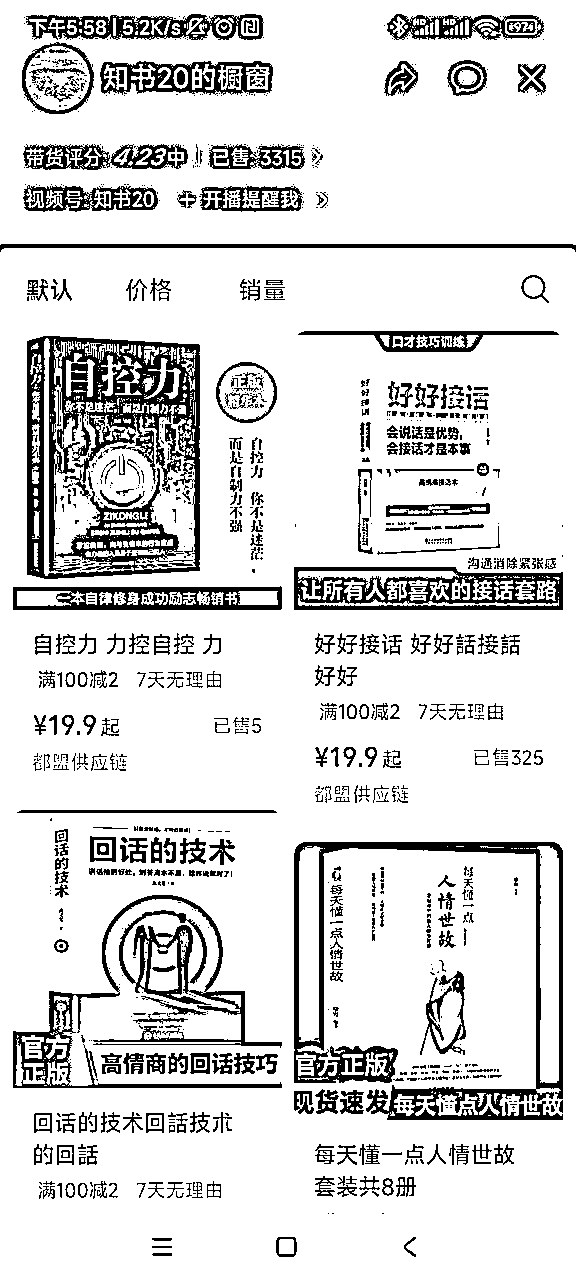 下午5:58 | 5.2K/s
知书20的橱窗
带货评分: 4.23中 | 已售: 3315
视频号: 知书20 + 开播提醒我
默认 价格 销量
自控力
正版
自控力 你不是迷茫,
而是自制力不强
ZIKONGLI
一本自律修身成功励志畅销书
自控力 力控自控 力
满100减2 7天无理由
¥19.9起 已售5
都盟供应链
口才技巧训练
好好接话
会说话是优势,
会接话才是本事
沟通消除紧张感
让所有人都喜欢的接话套路
好好接话 好好話接話
好好
满100减2 7天无理由
¥19.9起 已售325
都盟供应链
回话的技术
回话的技术
官方
正版
高情商的回话技巧
回话的技术回話技术
的回話
满100减2 7天无理由
每天懂一点人情世故
每天懂一点
人情世故
官方正版
现货速发
每天懂点人情世故
每天懂一点人情世故
套装共8册